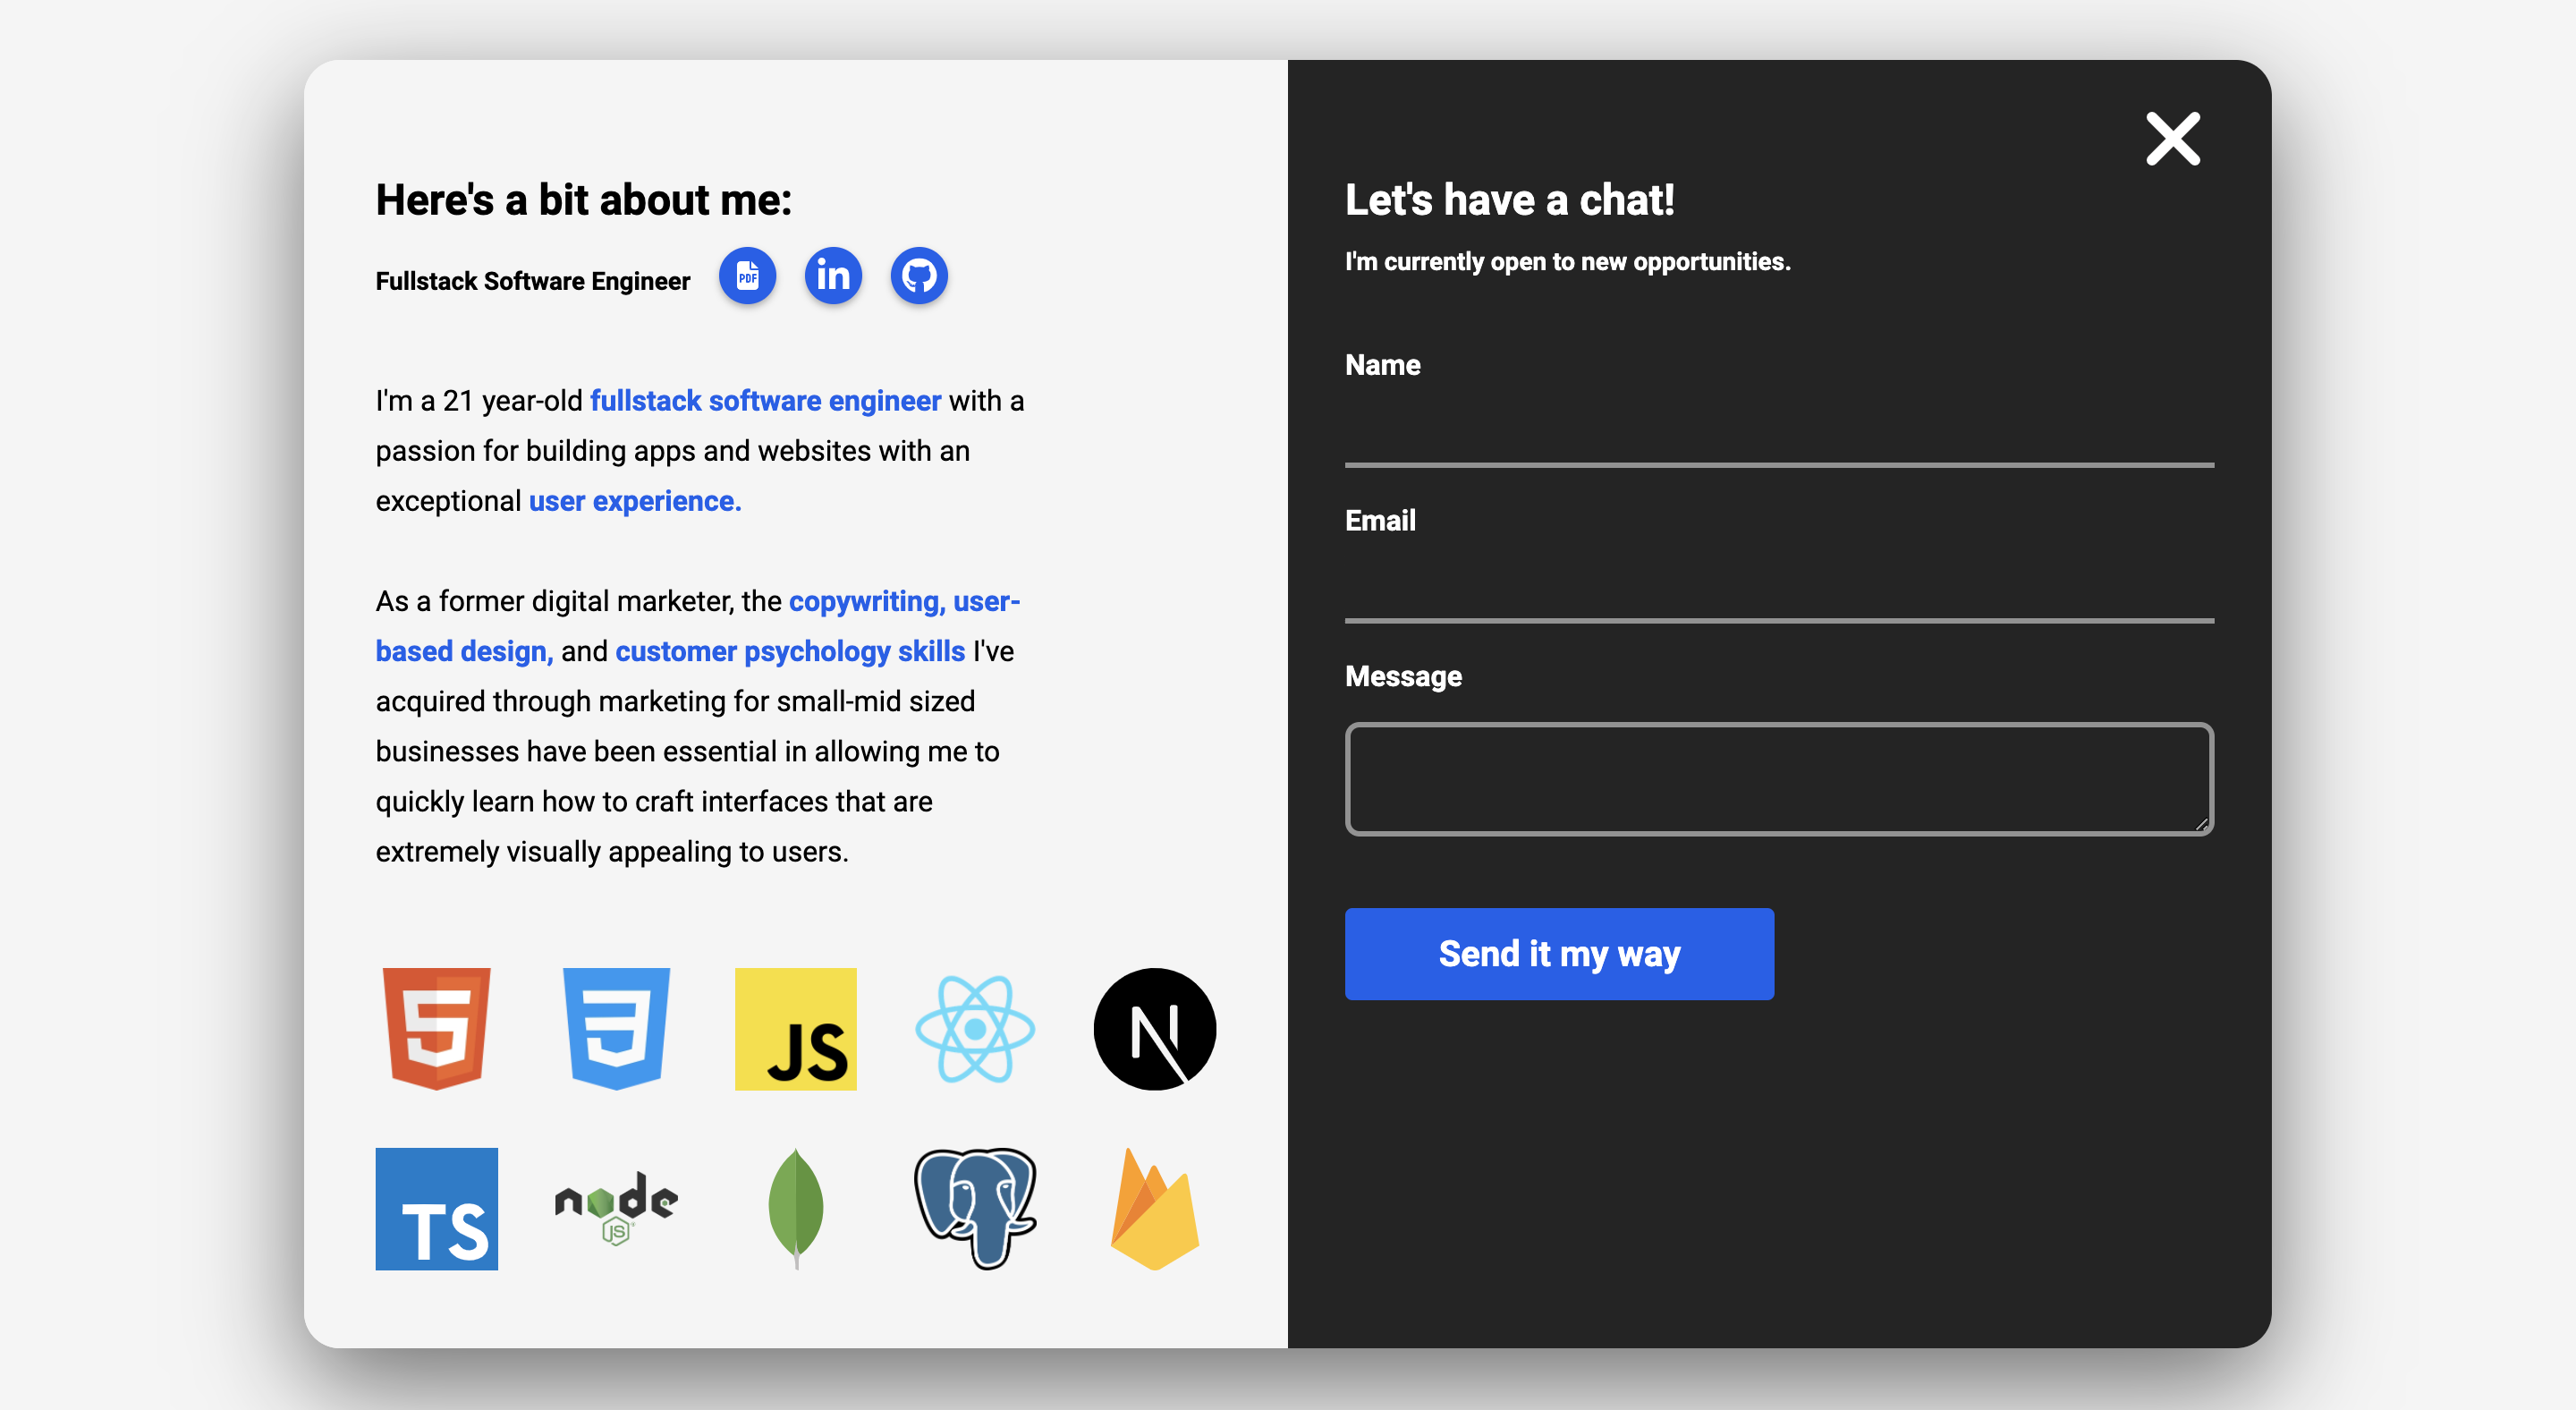 Here's a bit about me:
Fullstack Software Engineer
PDF
in
I'm a 21 year-old fullstack software engineer with a
passion for building apps and websites with an
exceptional user experience.
As a former digital marketer, the copywriting, user-
based design, and customer psychology skills I've
acquired through marketing for small-mid sized
businesses have been essential in allowing me to
quickly learn how to craft interfaces that are
extremely visually appealing to users.
5
3
JS
N
TS
node
JS
Let's have a chat!
I'm currently open to new opportunities.
Name
Email
Message
Send it my way